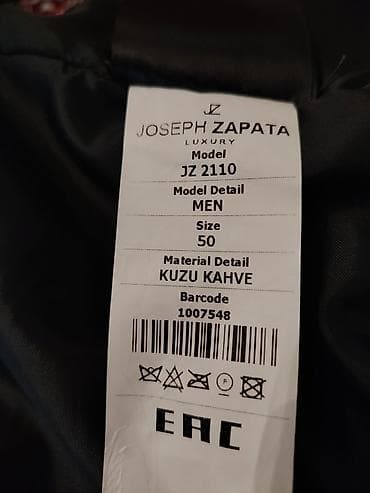 JZ
JOSEPH ZAPATA
LUXURY
Model
JZ 2110
Model Detail
MEN
Size
50
Material Detail
KUZU KAHVE
Barcode
1007548
P
EAC